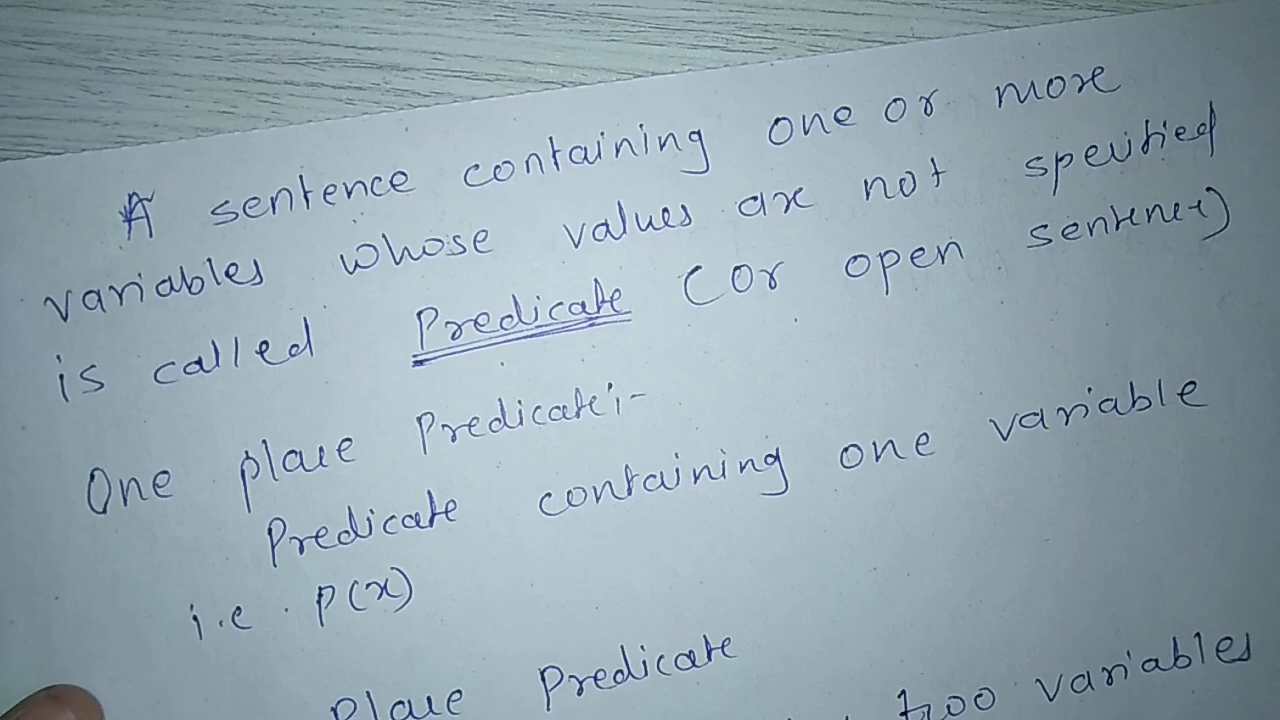 A sentence containing one or more
variables whose values are not specified
is called Predicate (or open sentence)
One place Predicate:-
Predicate containing one variable
i.e. P(x)
Place Predicate
two variables